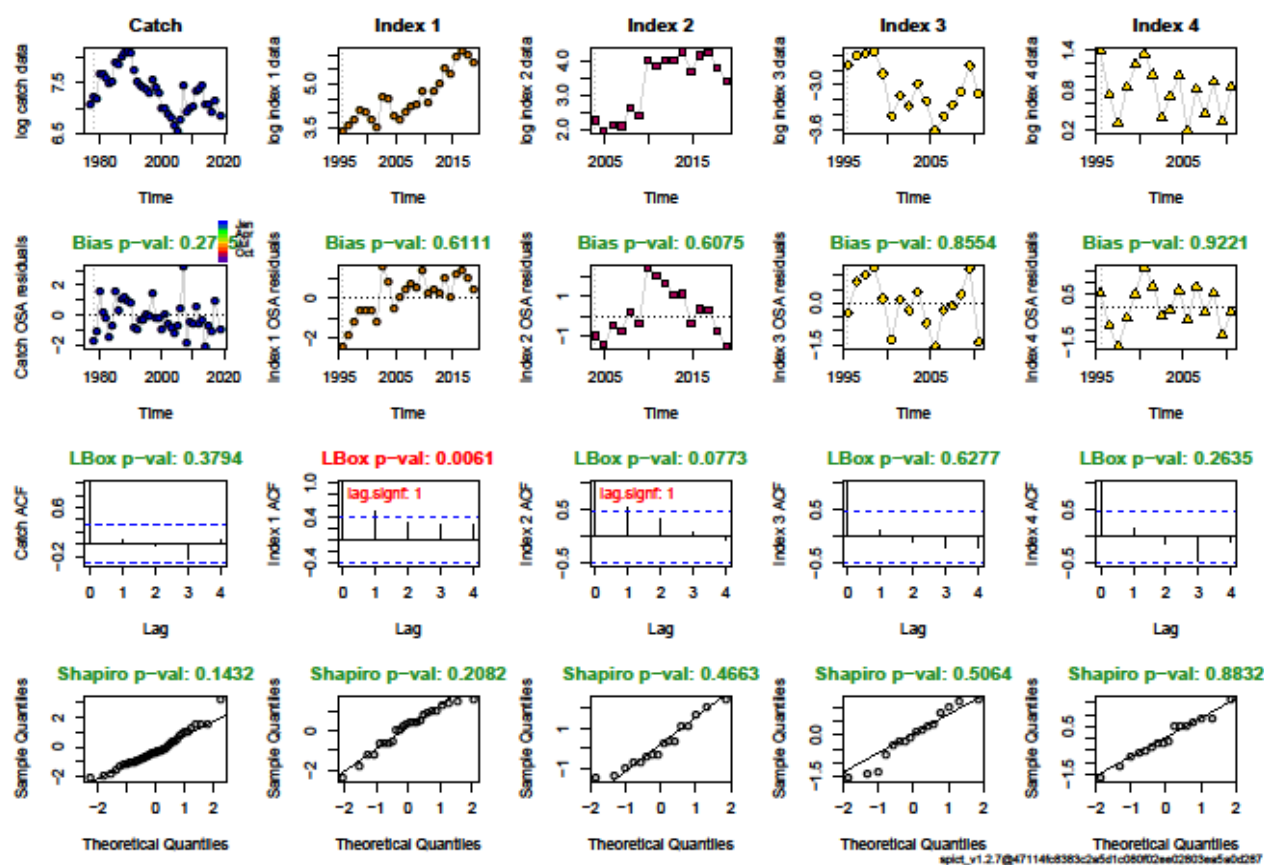 Catch Index 1 Index 2 Index 3 Index 4
log catch data log index 1 data log index 2 data log index 3 data log index 4 data
6.5 7.5 3.5 5.0 2.0 3.0 4.0 −3.6 −3.0 0.2 0.8 1.4
1980 2000 2020 1995 2005 2015 2005 2015 1995 2005 1995 2005
Time Time Time Time Time
Bias p−val: 0.27 5 Bias p−val: 0.6111 Bias p−val: 0.6075 Bias p−val: 0.8554 Bias p−val: 0.9221
Catch OSA residuals Index 1 OSA residuals Index 2 OSA residuals Index 3 OSA residuals Index 4 OSA residuals
−2 0 2 −2 0 −1 1 −1.5 0.0 −1.5 0.5
1980 2000 2020 1995 2005 2015 2005 2015 1995 2005 1995 2005
Time Time Time Time Time
LBox p−val: 0.3794 LBox p−val: 0.0061 LBox p−val: 0.0773 LBox p−val: 0.6277 LBox p−val: 0.2635
Catch ACF Index 1 ACF Index 2 ACF Index 3 ACF Index 4 ACF
−0.2 0.6 −0.4 0.4 1.0 −0.5 0.5 −0.5 0.5 −0.5 0.5
lag.signf: 1 lag.signf: 1
0 1 2 3 4 0 1 2 3 4 0 1 2 3 4 0 1 2 3 4 0 1 2 3 4
Lag Lag Lag Lag Lag
Shapiro p−val: 0.1432 Shapiro p−val: 0.2082 Shapiro p−val: 0.4663 Shapiro p−val: 0.5064 Shapiro p−val: 0.8832
Sample Quantiles Sample Quantiles Sample Quantiles Sample Quantiles Sample Quantiles
−2 0 2 −2 0 −1 1 −1.5 0.0 −1.5 0.5
−2 −1 0 1 2 −2 −1 0 1 2 −2 −1 0 1 2 −2 −1 0 1 2 −2 −1 0 1 2
Theoretical Quantiles Theoretical Quantiles Theoretical Quantiles Theoretical Quantiles Theoretical Quantiles